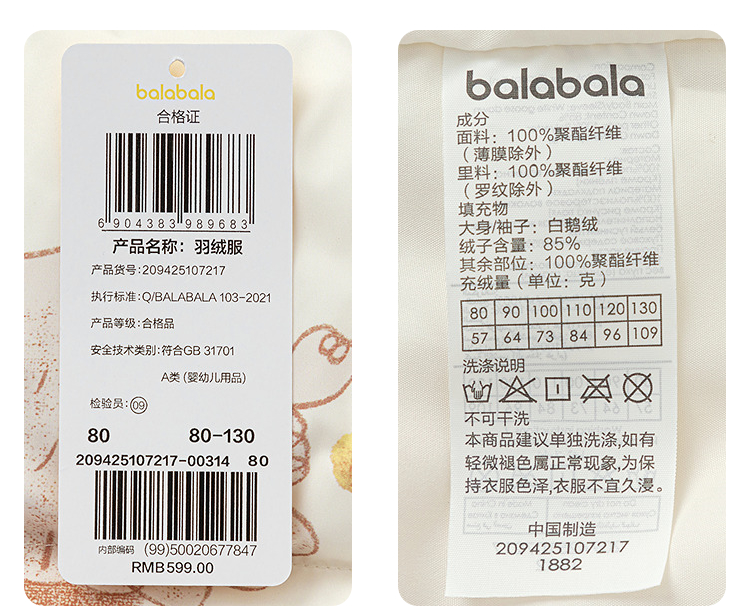 balabala
合格证
6 904383 989683
产品名称：羽绒服
产品货号：209425107217
执行标准：Q/BALABALA 103-2021
产品等级：合格品
安全技术类别：符合GB 31701
A类 (婴幼儿用品)
检验员：09
80 80-130
209425107217-00314 80
内部编码 (99)50020677847
RMB599.00
balabala
成分
面料：100%聚酯纤维
（薄膜除外）
里料：100%聚酯纤维
（罗纹除外）
填充物
大身/袖子：白鹅绒
绒子含量：85%
其余部位：100%聚酯纤维
充绒量（单位：克）
80 90 100 110 120 130
57 64 73 84 96 109
洗涤说明
不可干洗
本商品建议单独洗涤,如有
轻微褪色属正常现象,为保
持衣服色泽,衣服不宜久浸。
中国制造
209425107217
1882